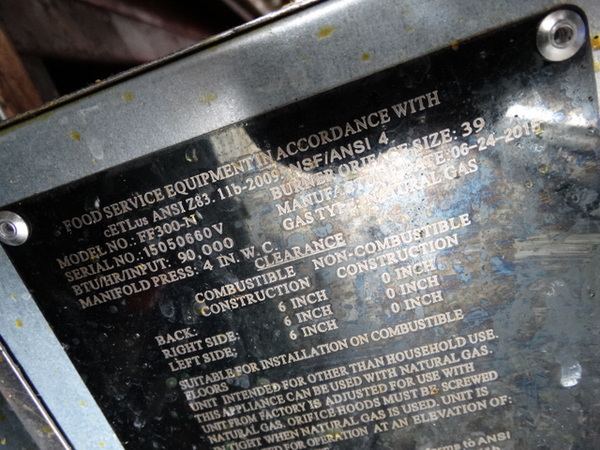 FOOD SERVICE EQUIPMENT IN ACCORDANCE WITH
cETLus ANSI Z83. 11b-2009, NSF/ANSI 4
MODEL NO.: FF300-N BURNER ORIFICE SIZE: 39
SERIAL NO.:15050660V 06-24-201
BTU/HR/INPUT: 90,000 GAS NATURAL GAS
MANIFOLD PRESS: 4 IN. W. C.
CLEARANCE
COMBUSTIBLE NON-COMBUSTIBLE
CONSTRUCTION CONSTRUCTION
BACK: 6 INCH 0 INCH
RIGHT SIDE: 6 INCH 0 INCH
LEFT SIDE; 6 INCH 0 INCH
SUITABLE FOR INSTALLATION ON COMBUSTIBLE
FLOORS
UNIT INTENDED FOR OTHER THAN HOUSEHOLD USE.
THIS APPLIANCE CAN BE USED WITH NATURAL GAS.
UNIT FROM FACTORY IS ADJUSTED FOR USE WITH
NATURAL GAS, ORIFICE HOODS MUST BE SCREWED
IN TIGHT WHEN NATURAL GAS IS USED. UNIT IS
FOR OPERATION AT AN ELEVATION OF:
to ANSI